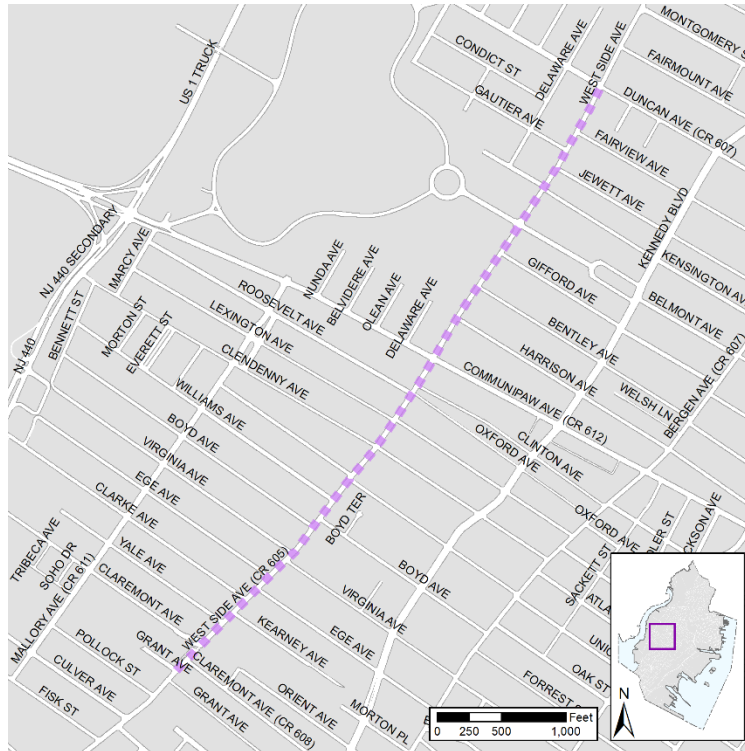 MONTGOMERY S
WEST SIDE AVE
DELAWARE AVE
CONDICT ST
FAIRMOUNT AVE
US 1 TRUCK
GAUTIER AVE
DUNCAN AVE (CR 607)
FAIRVIEW AVE
JEWETT AVE
KENNEDY BLVD
NJ 440 SECONDARY
MARCY AVE
KENSINGTON AVE
NUNDA AVE
BELVIDERE AVE
OLEAN AVE
DELAWARE AVE
GIFFORD AVE
BELMONT AVE
ROOSEVELT AVE
LEXINGTON AVE
BENTLEY AVE
BERGEN AVE (CR 607)
NJ 440
BENNETT ST
MORTON ST
EVERETT ST
CLENDENNY AVE
HARRISON AVE
WELSH LN
WILLIAMS AVE
COMMUNIPAW AVE (CR 612)
BOYD AVE
CLINTON AVE
OXFORD AVE
VIRGINIA AVE
EGE AVE
CLARKE AVE
BOYD TER
OXFORD AVE
CKSON AVE
SACKETT ST
TRIBECA AVE
SOHO DR
YALE AVE
WEST SIDE AVE (CR 605)
BOYD AVE
MALLORY AVE (CR 611)
CLAREMONT AVE
VIRGINIA AVE
KEARNEY AVE
EGE AVE
POLLOCK ST
GRANT AVE
CULVER AVE
CLAREMONT AVE (CR 608)
FISK ST
GRANT AVE
ORIENT AVE
MORTON PL
FORREST
OAK ST
N
Feet
0 250 500 1,000